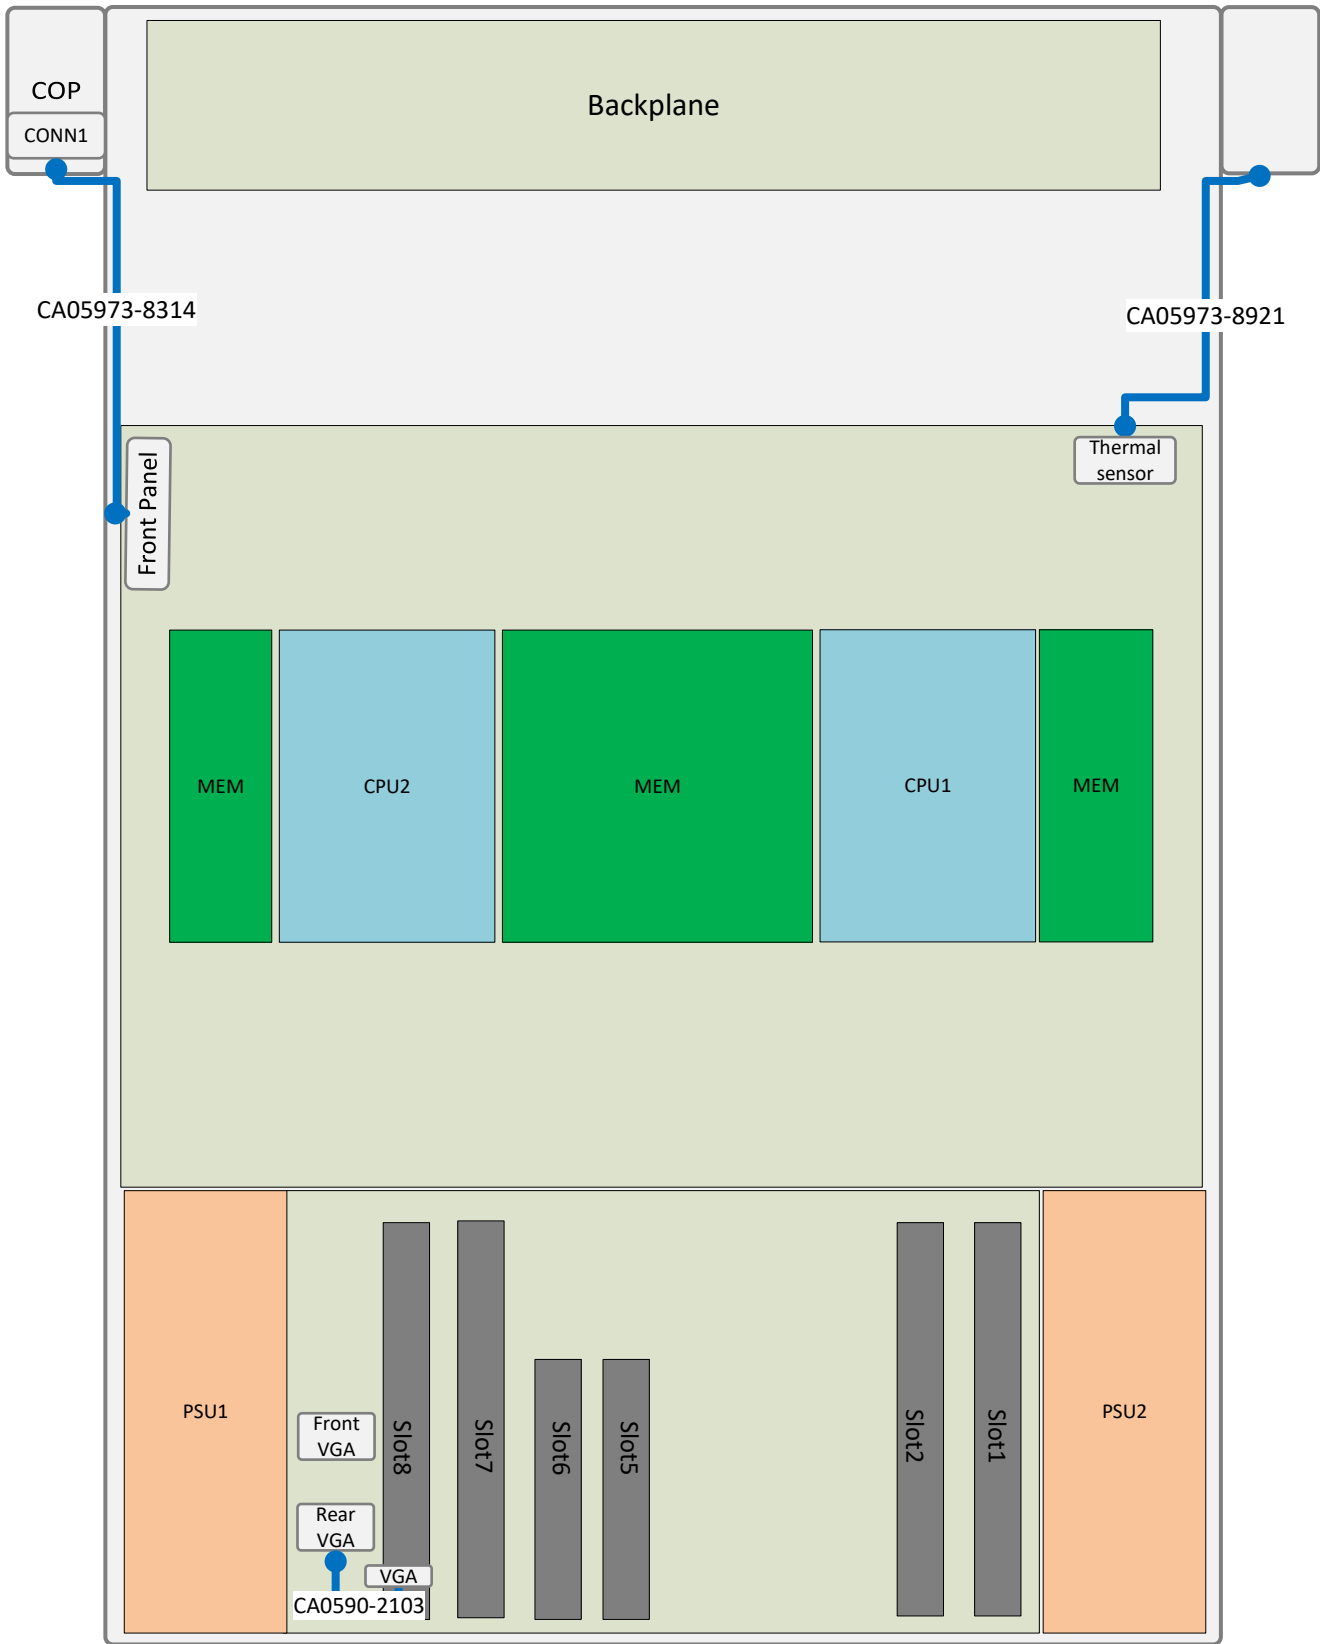 COP
CONN1
Backplane
CA05973-8314
CA05973-8921
Front Panel
Thermal
sensor
MEM
CPU2
MEM
CPU1
MEM
PSU1
Front
VGA
Rear
VGA
VGA
CA0590-2103
Slot8
Slot7
Slot6
Slot5
Slot2
Slot1
PSU2